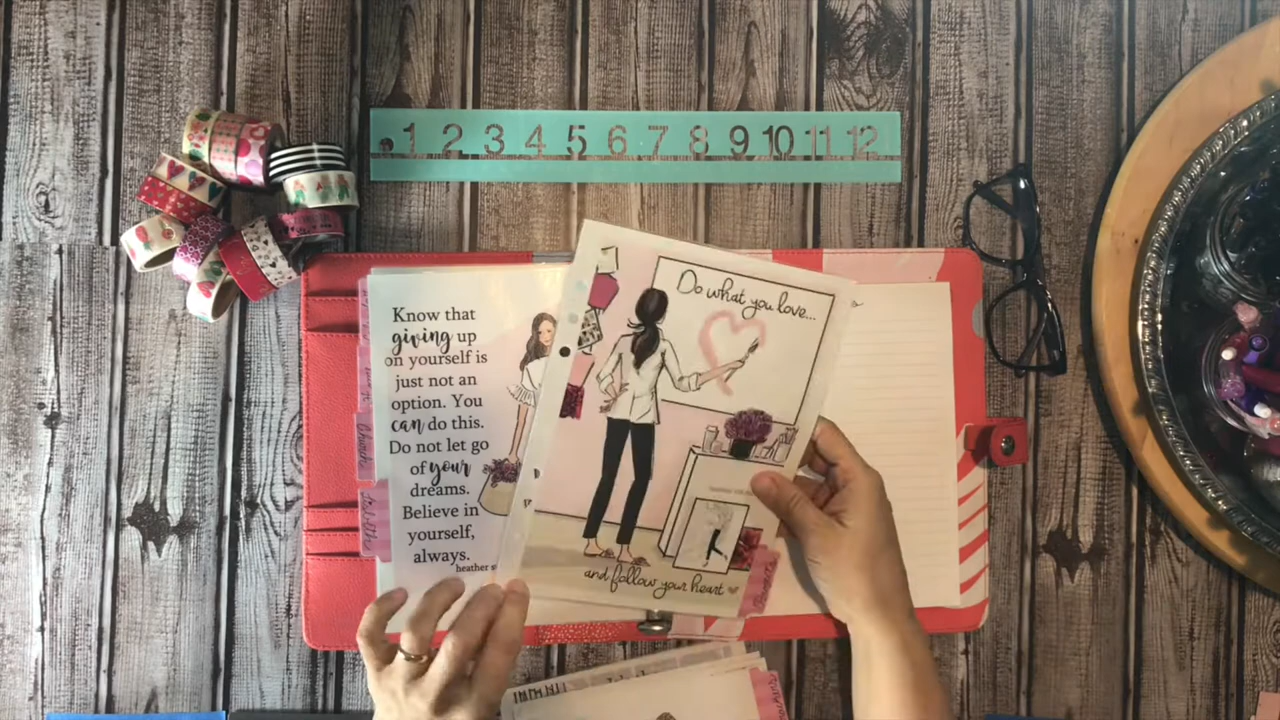 1 2 3 4 5 6 7 8 9 10 11 12
Know that
giving up
on yourself is
just not an
option. You
can do this.
Do not let go
of your
dreams.
Believe in
yourself,
always.
heather s
Do what you love...
and follow your heart
Church